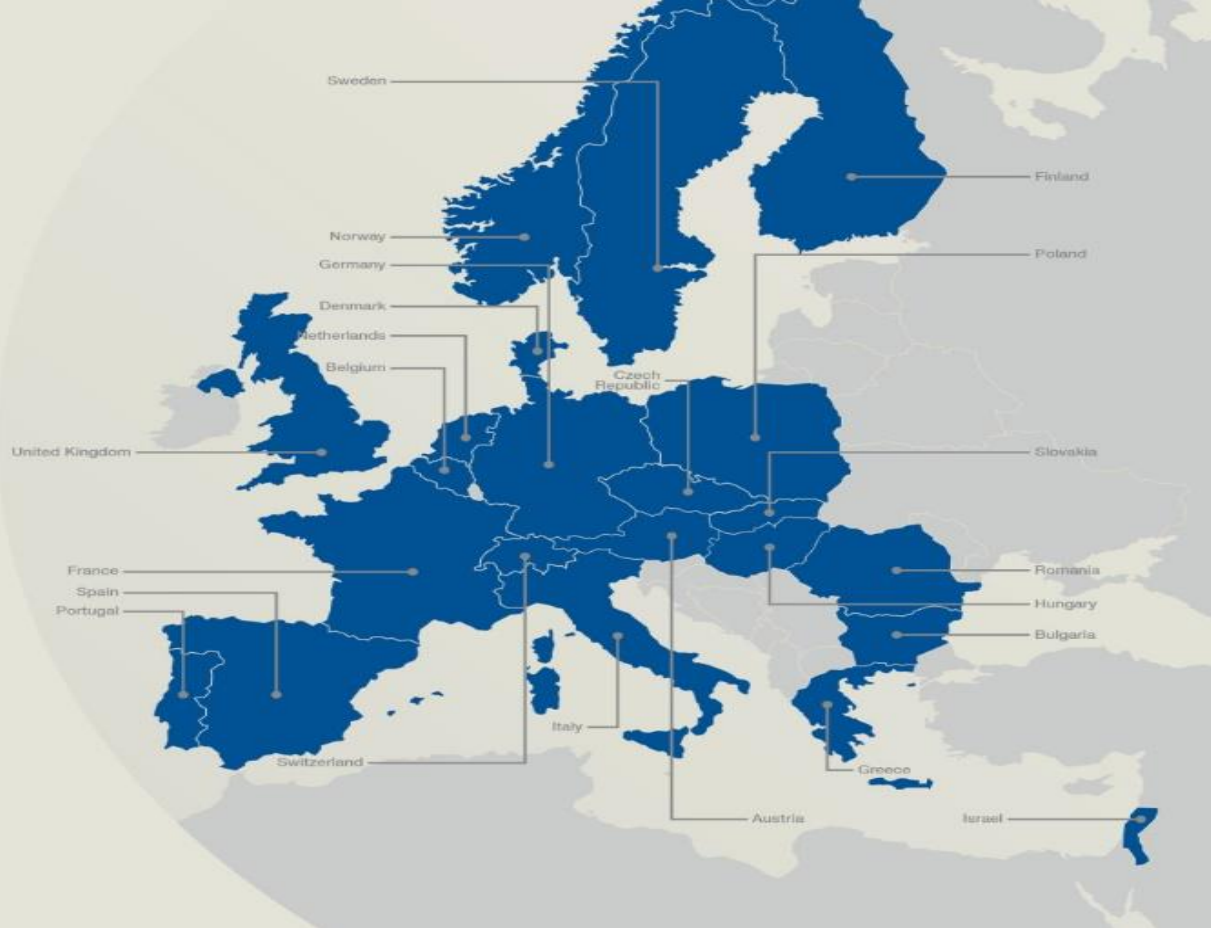 Sweden
Finland
Norway
Poland
Germany
Denmark
Netherlands
Belgium
Czech
Republic
United Kingdom
Slovakia
France
Romania
Spain
Hungary
Portugal
Bulgaria
Italy
Switzerland
Greece
Austria
Israel